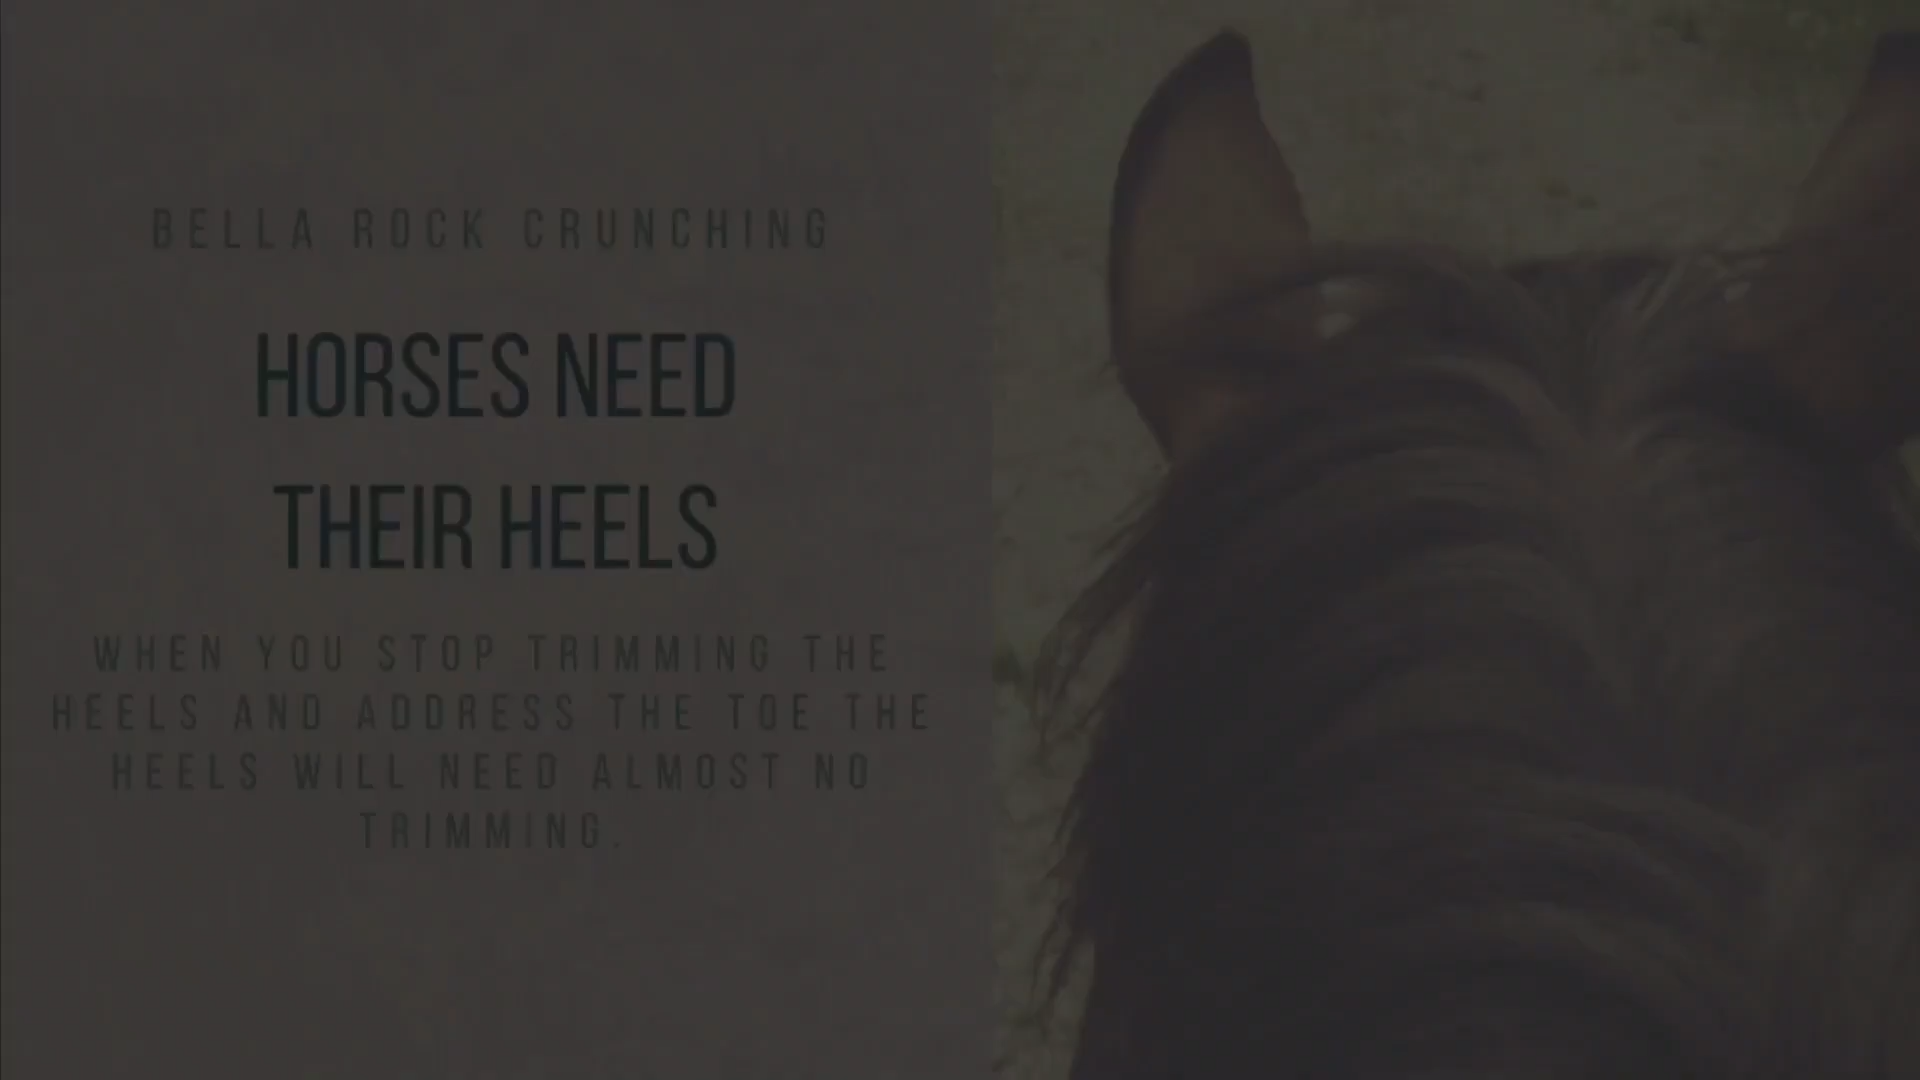 BELLA ROCK CRUNCHING
HORSES NEED
THEIR HEELS
WHEN YOU STOP TRIMMING THE
HEELS AND ADDRESS THE TOE THE
HEELS WILL NEED ALMOST NO
TRIMMING.